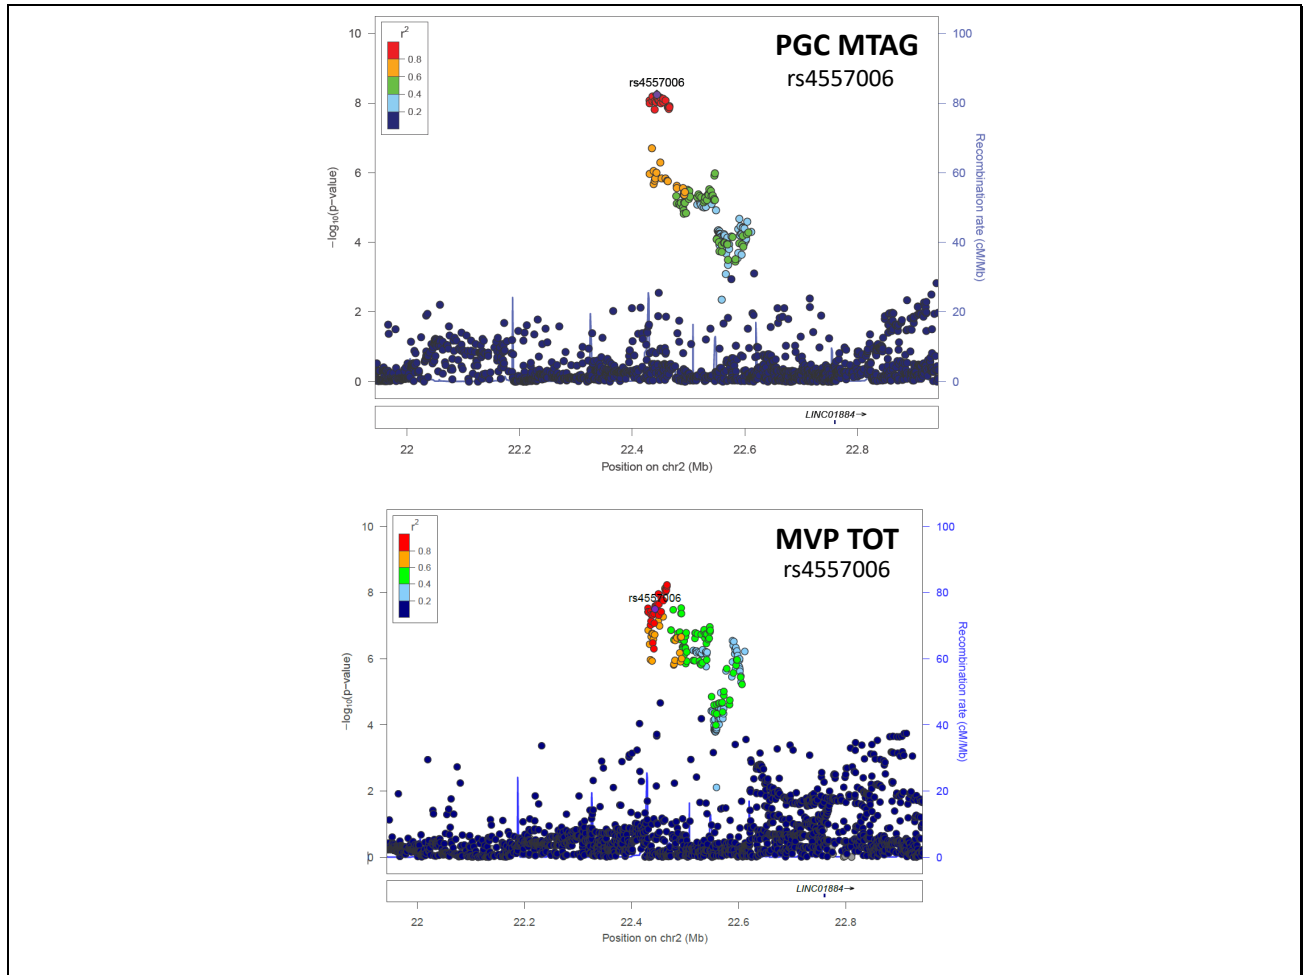 PGC MTAG
rs4557006
r²
0.8
0.6
0.4
0.2
rs4557006
10
8
6
4
2
0
−log₁₀(p−value)
100
80
60
40
20
0
Recombination rate (cM/Mb)
LINC01884→
22 22.2 22.4 22.6 22.8
Position on chr2 (Mb)
MVP TOT
rs4557006
r²
0.8
0.6
0.4
0.2
rs4557006
10
8
6
4
2
0
−log₁₀(p−value)
100
80
60
40
20
0
Recombination rate (cM/Mb)
LINC01884→
22 22.2 22.4 22.6 22.8
Position on chr2 (Mb)